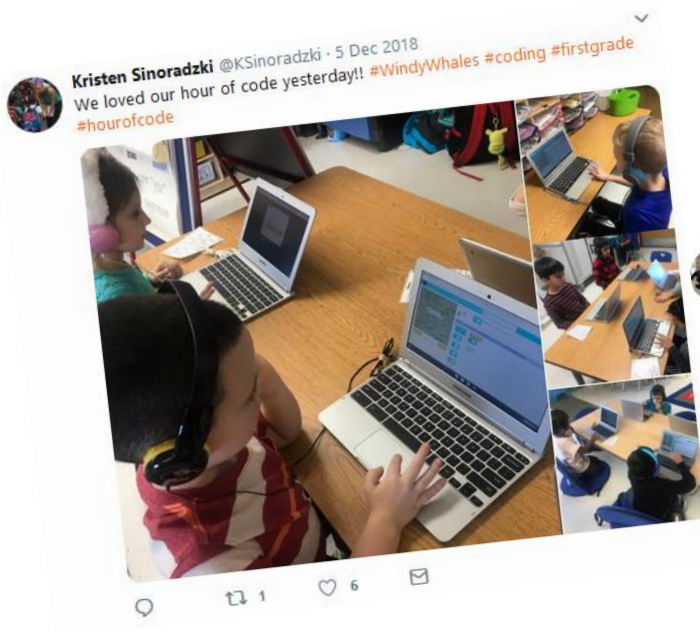 Kristen Sinoradzki @KSinoradzki · 5 Dec 2018
We loved our hour of code yesterday!! #WindyWhales #coding #firstgrade
#hourofcode
1 6